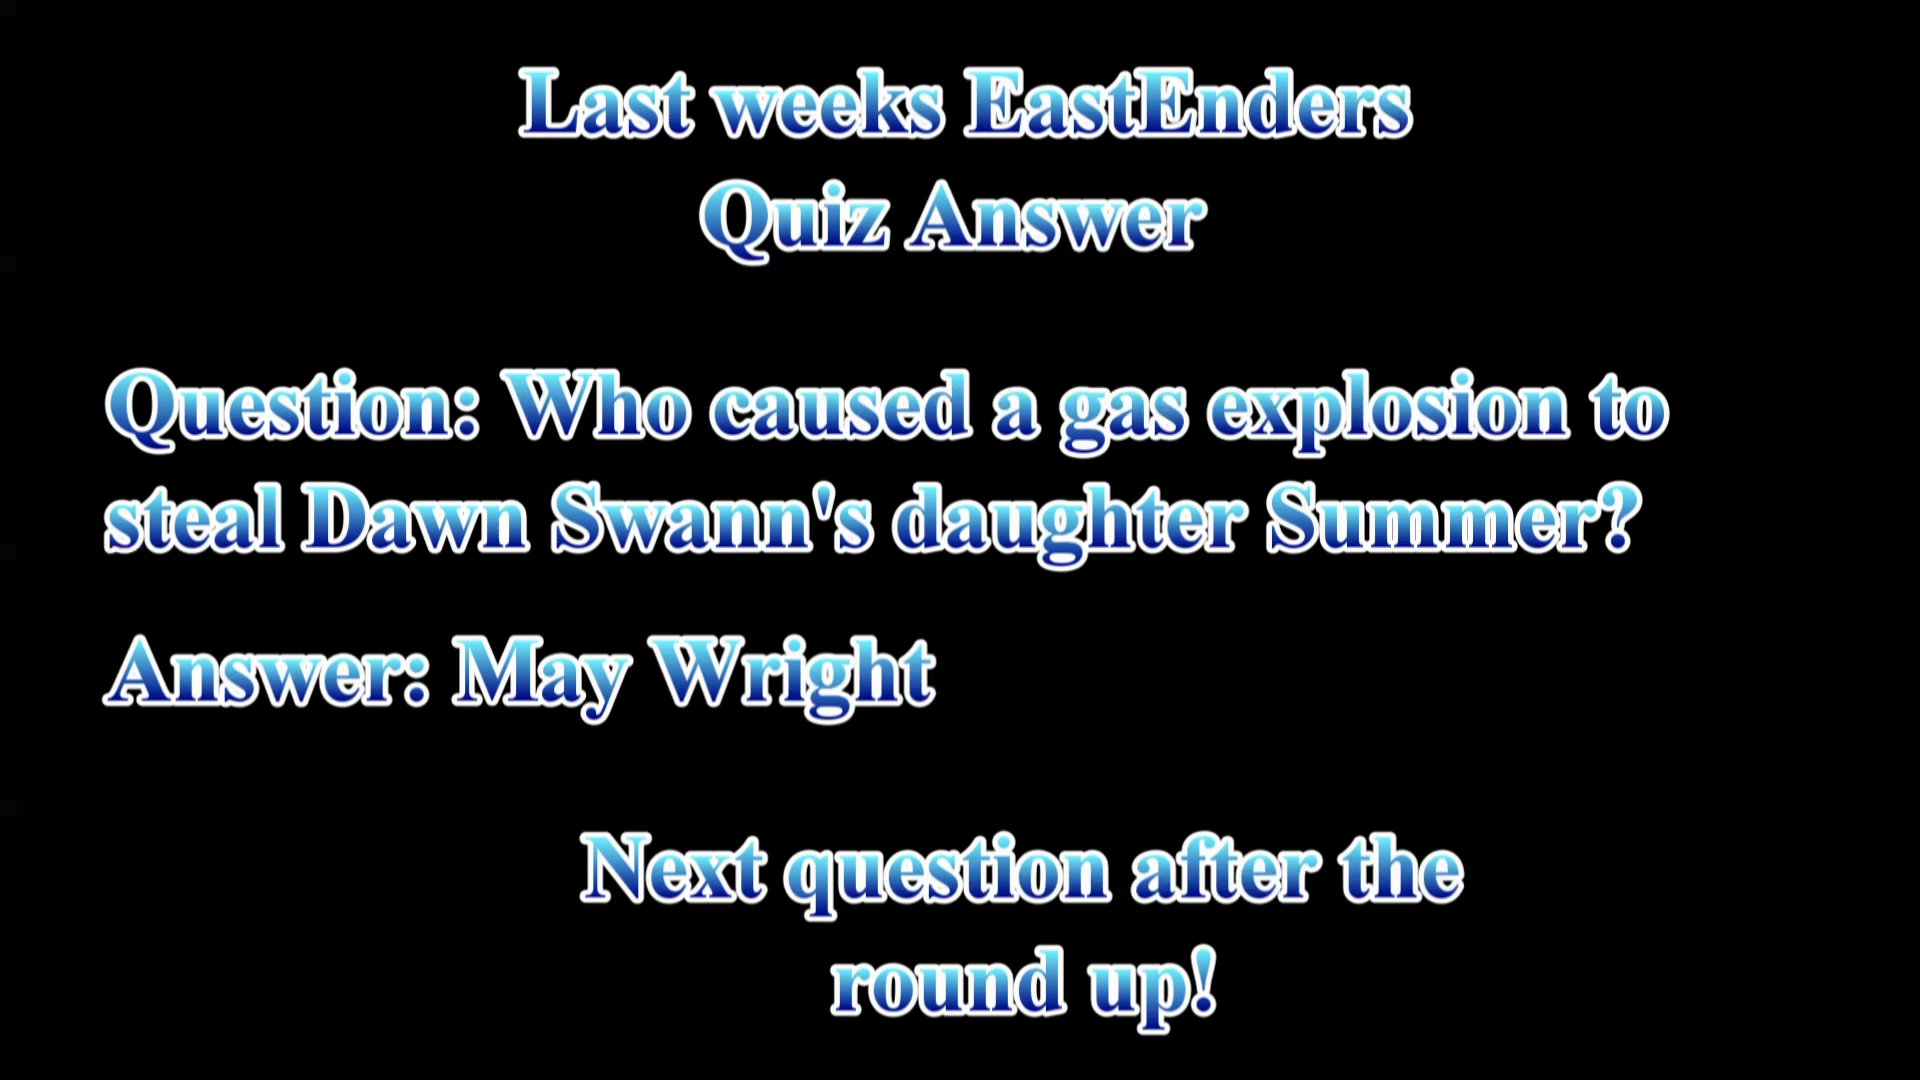 Last weeks EastEnders
Quiz Answer
Question: Who caused a gas explosion to
steal Dawn Swann's daughter Summer?
Answer: May Wright
Next question after the
round up!